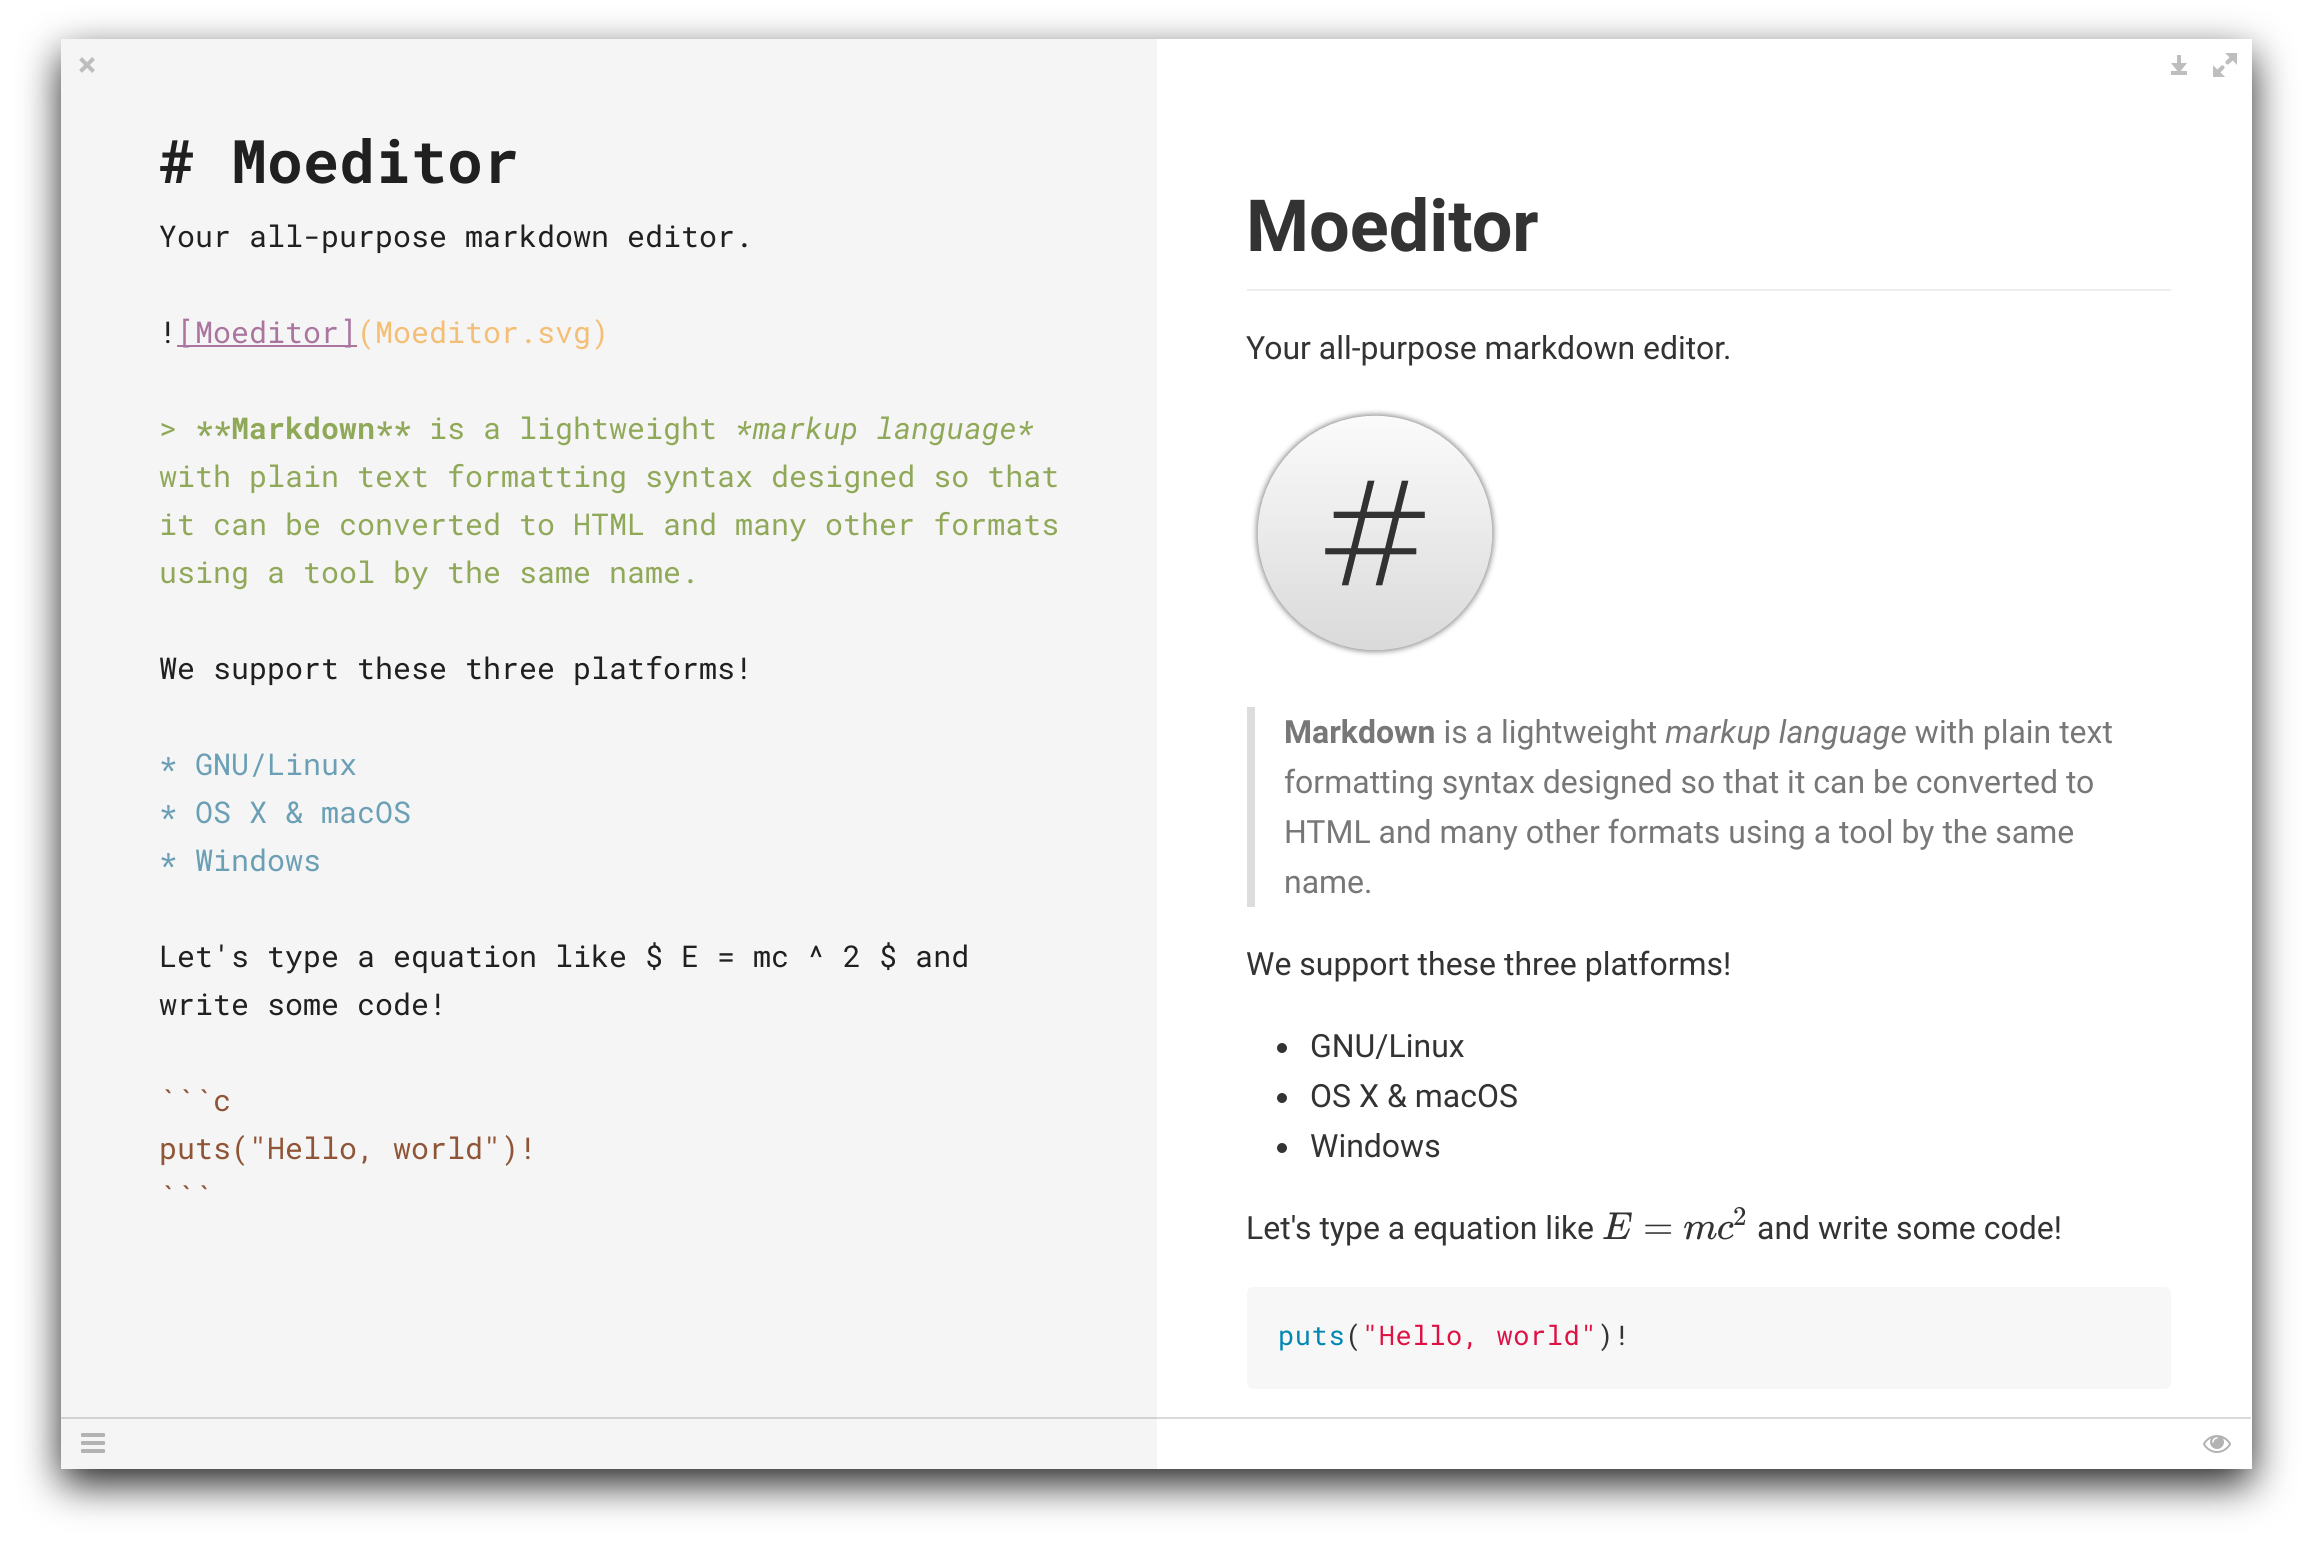 # Moeditor
Your all-purpose markdown editor.
![Moeditor](Moeditor.svg)
> **Markdown** is a lightweight *markup language*
with plain text formatting syntax designed so that
it can be converted to HTML and many other formats
using a tool by the same name.
We support these three platforms!
* GNU/Linux
* OS X & macOS
* Windows
Let's type a equation like $ E = mc ^ 2 $ and
write some code!
```c
puts("Hello, world")!
```
Moeditor
Your all-purpose markdown editor.
#
Markdown is a lightweight markup language with plain text
formatting syntax designed so that it can be converted to
HTML and many other formats using a tool by the same
name.
We support these three platforms!
• GNU/Linux
• OS X & macOS
• Windows
Let's type a equation like E = mc² and write some code!
puts("Hello, world")!